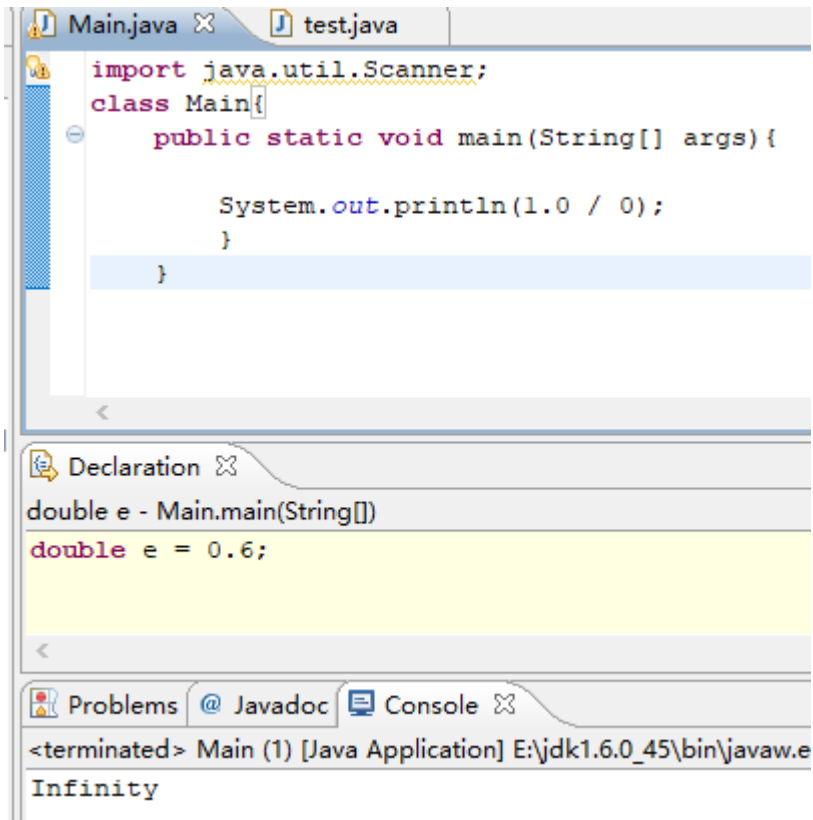 Main.java test.java
import java.util.Scanner;
class Main{
public static void main(String[] args){
System.out.println(1.0 / 0);
}
}
Declaration
double e - Main.main(String[])
double e = 0.6;
Problems @ Javadoc Console
<terminated> Main (1) [Java Application] E:\jdk1.6.0_45\bin\javaw.e
Infinity